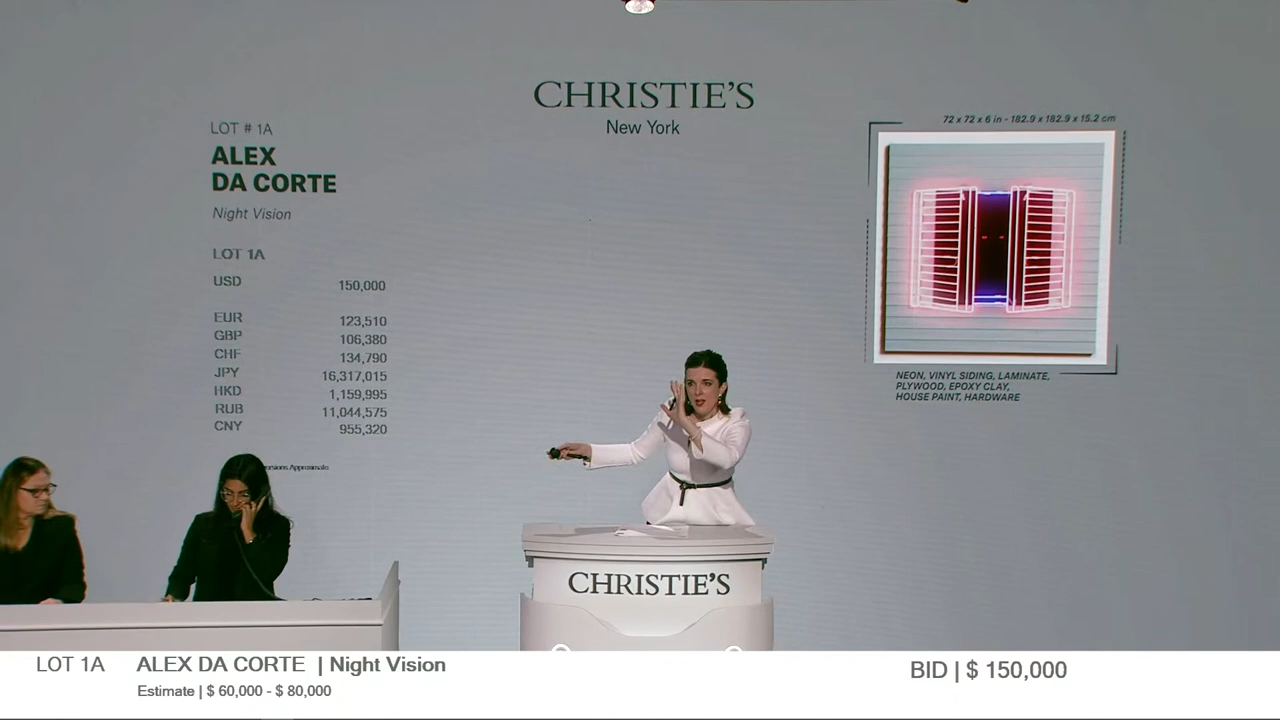 CHRISTIE'S
New York
LOT # 1A
ALEX
DA CORTE
Night Vision
LOT 1A
USD 150,000
EUR 123,510
GBP 106,380
CHF 134,790
JPY 16,317,015
HKD 1,159,995
RUB 11,044,575
CNY 955,320
Approximate
72 x 72 x 6 in - 182.9 x 182.9 x 15.2 cm
NEON, VINYL SIDING, LAMINATE,
PLYWOOD, EPOXY CLAY,
HOUSE PAINT, HARDWARE
CHRISTIE'S
LOT 1A ALEX DA CORTE | Night Vision BID | $ 150,000
Estimate | $ 60,000 - $ 80,000